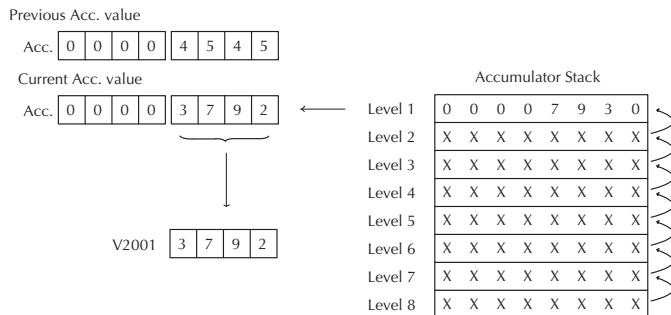 Previous Acc. value
Acc. 0 0 0 0 4 5 4 5
Current Acc. value
Acc. 0 0 0 0 3 7 9 2
V2001 3 7 9 2
Accumulator Stack
Level 1 0 0 0 0 7 9 3 0
Level 2 X X X X X X X X
Level 3 X X X X X X X X
Level 4 X X X X X X X X
Level 5 X X X X X X X X
Level 6 X X X X X X X X
Level 7 X X X X X X X X
Level 8 X X X X X X X X